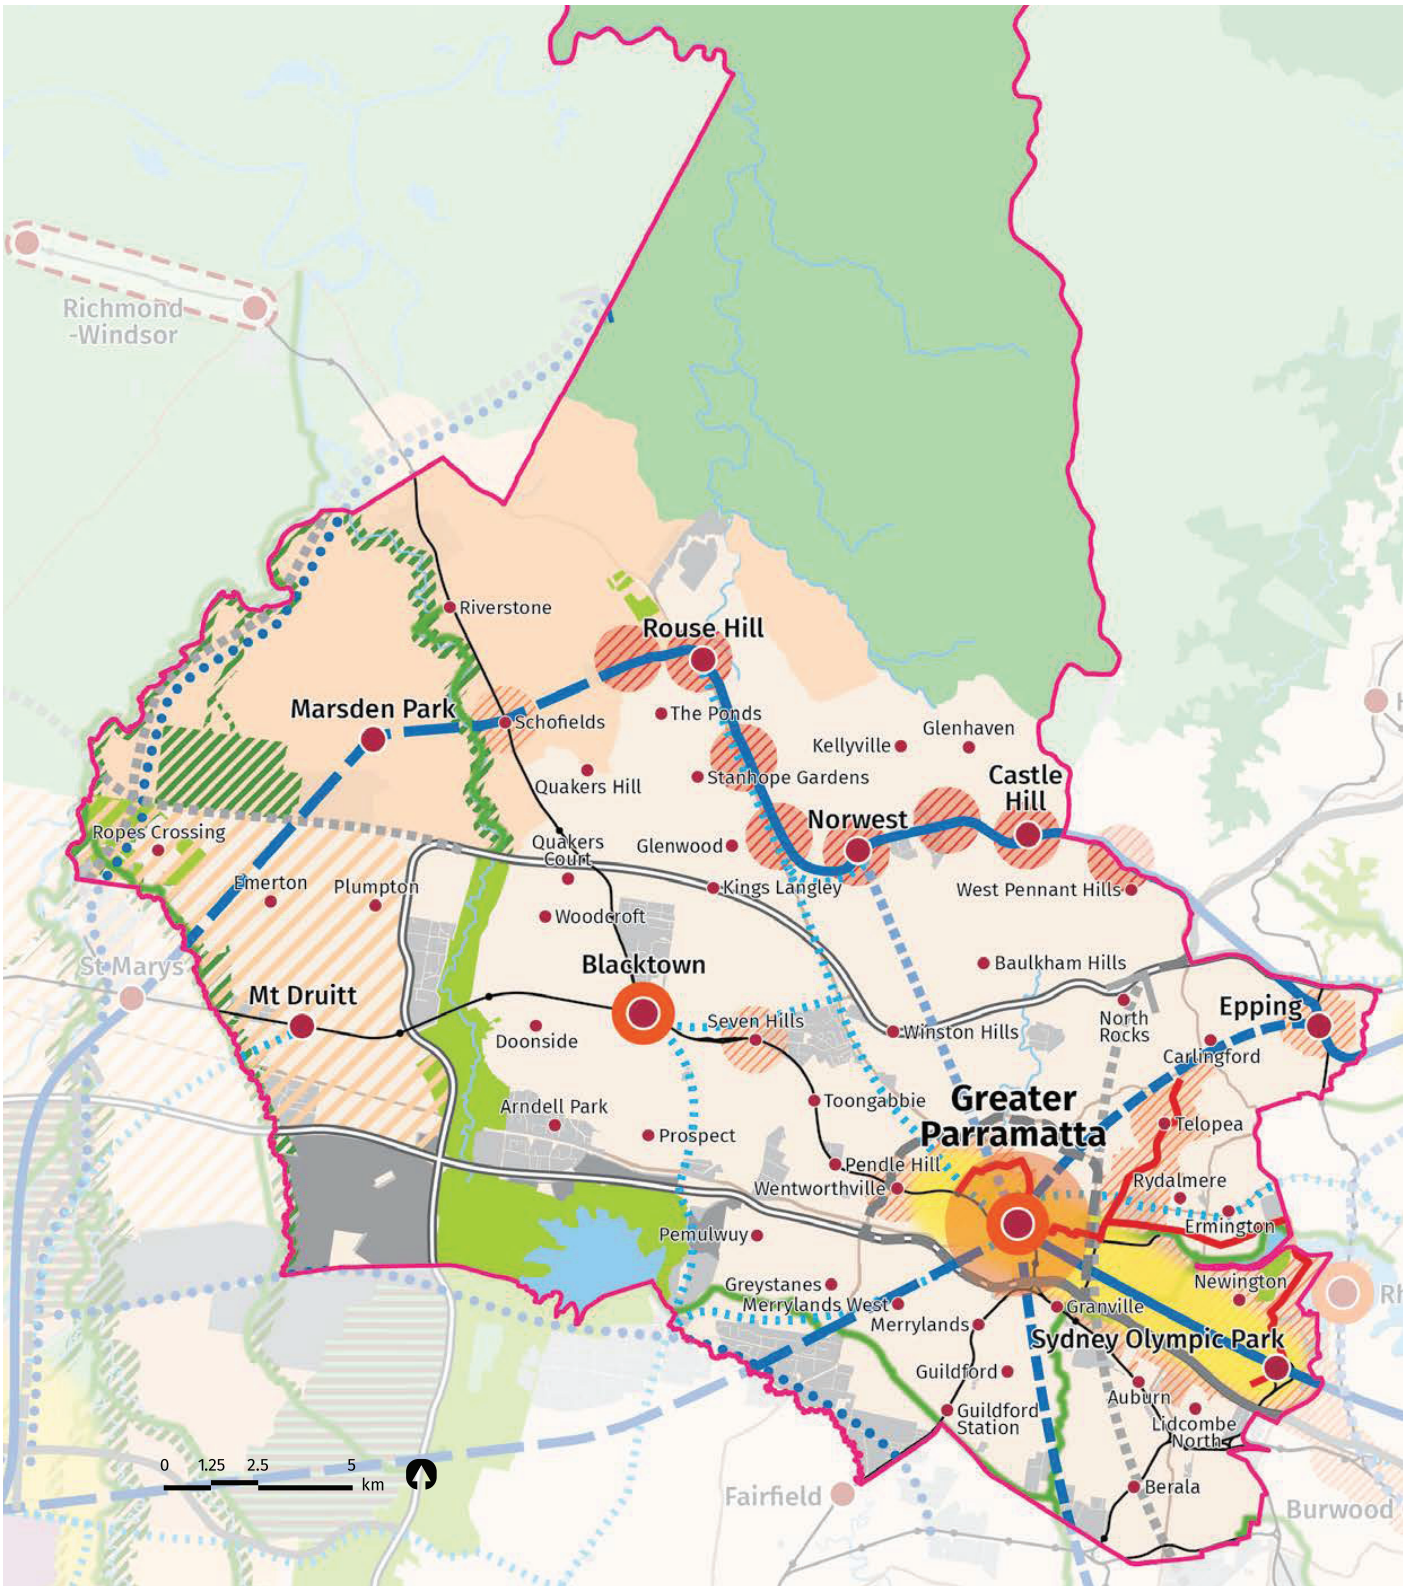 Richmond
-Windsor
Riverstone
Rouse Hill
Marsden Park
Schofields
The Ponds
Glenhaven
Kellyville
Quakers Hill
Stanhope Gardens
Castle
Hill
Norwest
Ropes Crossing
Quakers
Court
Glenwood
Emerton
Plumpton
Kings Langley
West Pennant Hills
Woodcroft
St Marys
Blacktown
Baulkham Hills
Mt Druitt
Epping
Seven Hills
Doonside
Winston Hills
North
Rocks
Carlingford
Greater
Parramatta
Arndell Park
Toongabbie
Telopea
Prospect
Pendle Hill
Wentworthville
Rydalmere
Ermington
Pemulwuy
Newington
Greystanes
Merrylands West
Granville
Merrylands
Sydney Olympic Park
Guildford
Auburn
Guildford
Station
Lidcombe
North
0 1.25 2.5 5
km
Berala
Fairfield
Burwood
H
Rh